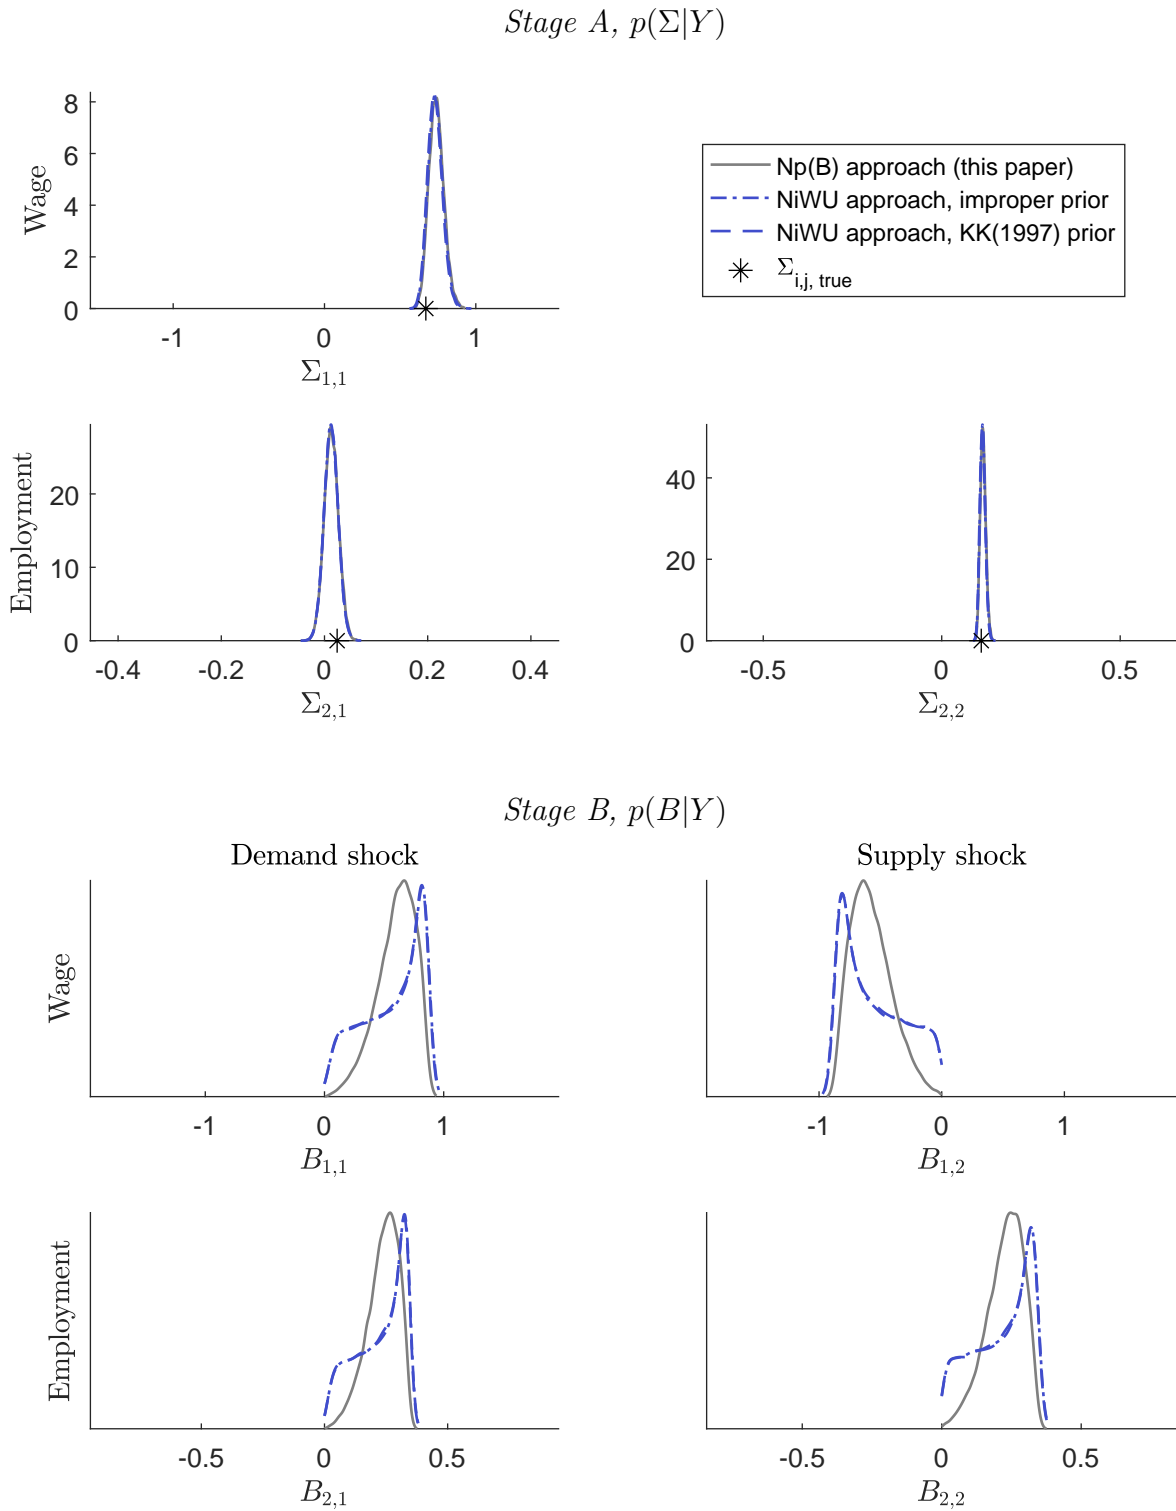 Stage A, p(Σ|Y)
Wage
8
6
4
2
0
-1 0 1
Σ1,1
Np(B) approach (this paper)
NiWU approach, improper prior
NiWU approach, KK(1997) prior
Σi,j, true
Employment
20
10
0
-0.4 -0.2 0 0.2 0.4
Σ2,1
40
20
0
-0.5 0 0.5
Σ2,2
Stage B, p(B|Y)
Demand shock
Supply shock
Wage
-1 0 1
B1,1
-1 0 1
B1,2
Employment
-0.5 0 0.5
B2,1
-0.5 0 0.5
B2,2